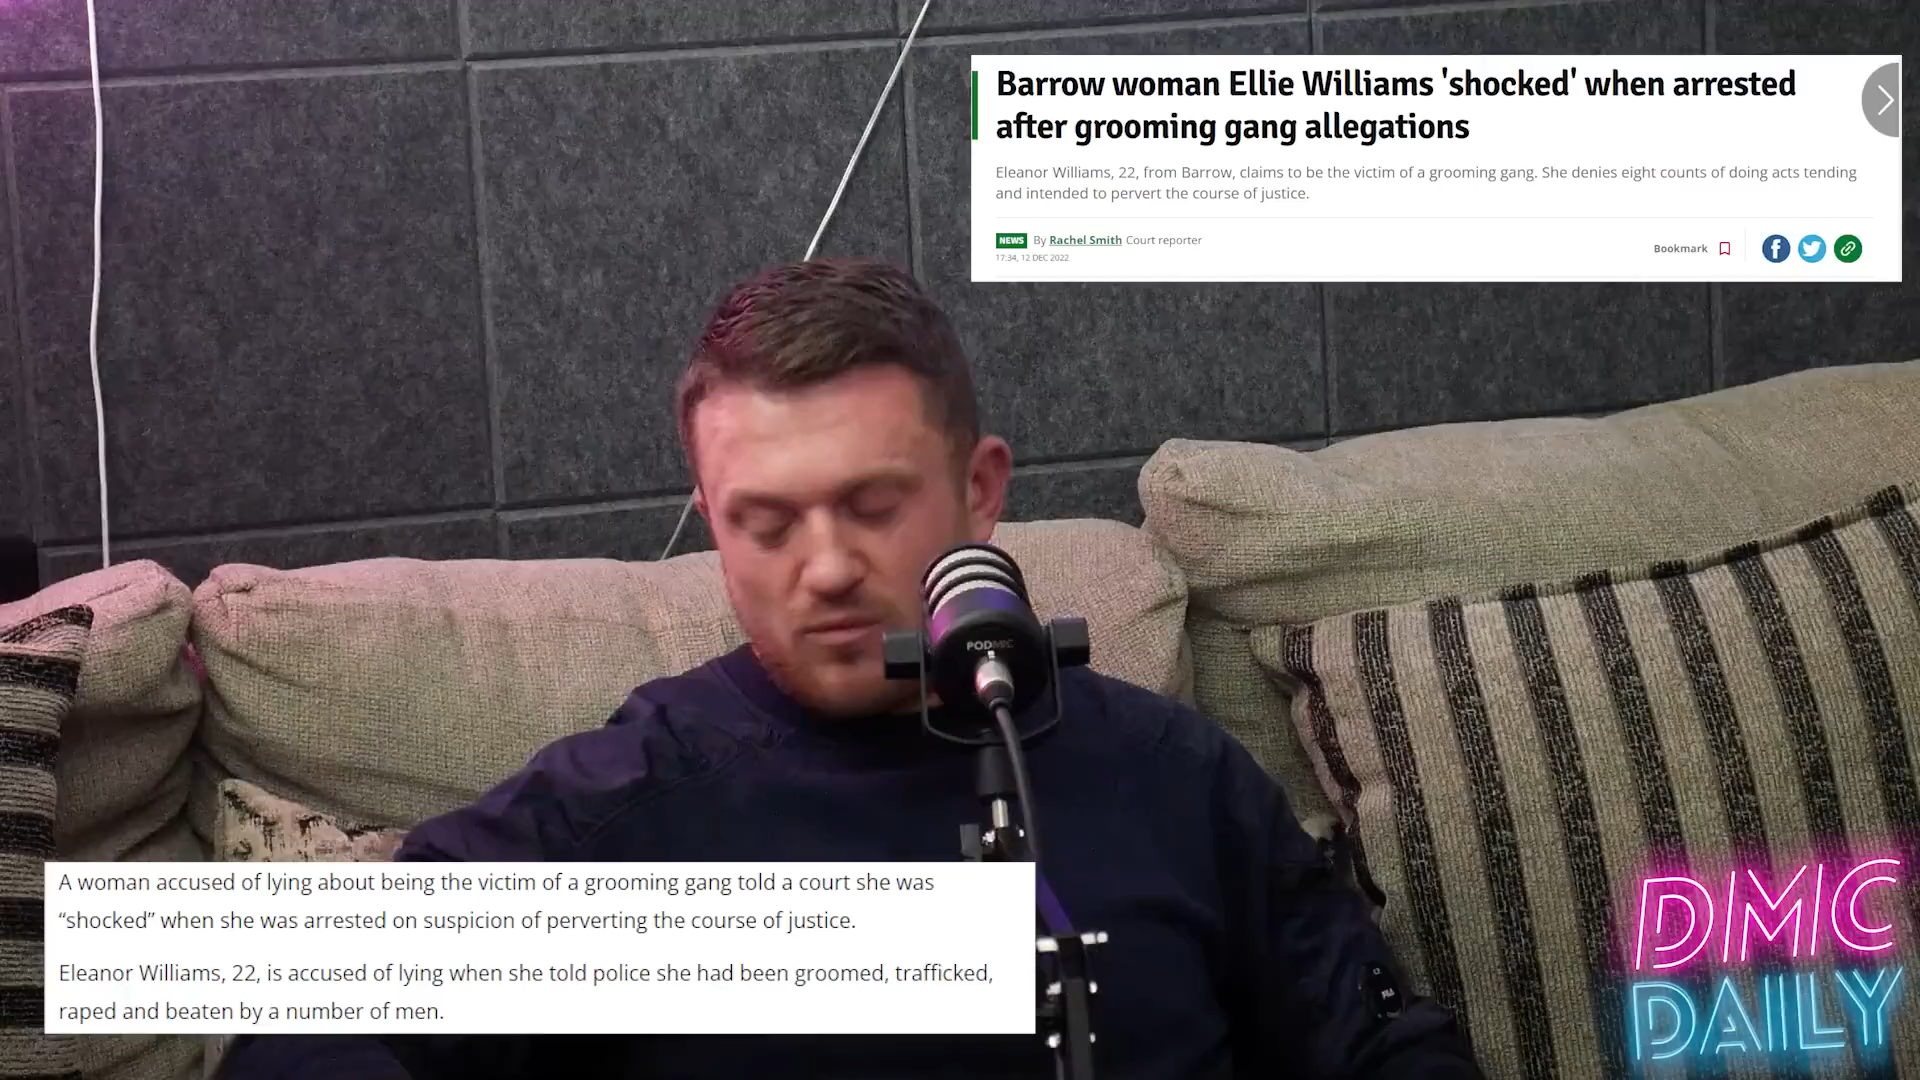 Barrow woman Ellie Williams 'shocked' when arrested
after grooming gang allegations
Eleanor Williams, 22, from Barrow, claims to be the victim of a grooming gang. She denies eight counts of doing acts tending
and intended to pervert the course of justice.
NEWS By Rachel Smith Court reporter
17:34, 12 DEC 2022
Bookmark
PODMIC
A woman accused of lying about being the victim of a grooming gang told a court she was
“shocked” when she was arrested on suspicion of perverting the course of justice.
Eleanor Williams, 22, is accused of lying when she told police she had been groomed, trafficked,
raped and beaten by a number of men.
DMC
DAILY